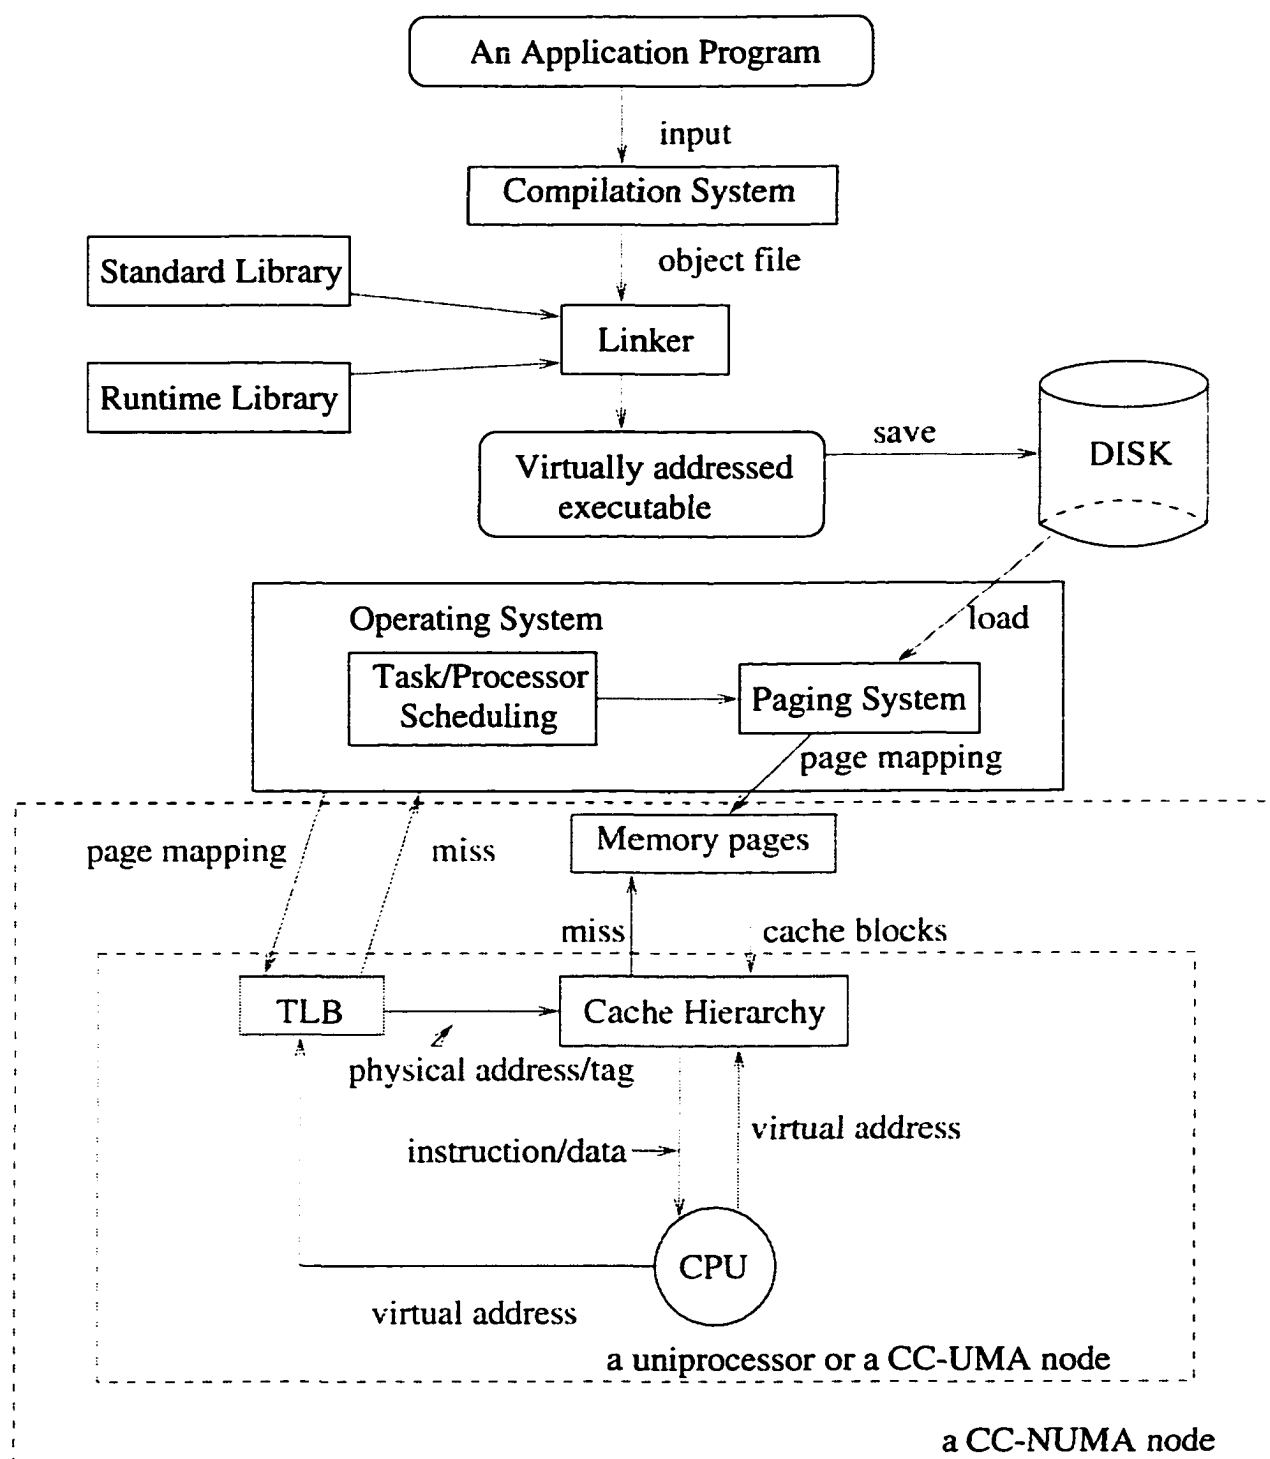 An Application Program
input
Compilation System
object file
Standard Library
Linker
Runtime Library
save
DISK
Virtually addressed
executable
Operating System
load
Task/Processor
Scheduling
Paging System
page mapping
Memory pages
page mapping
miss
miss
cache blocks
TLB
Cache Hierarchy
physical address/tag
virtual address
instruction/data
CPU
virtual address
a uniprocessor or a CC-UMA node
a CC-NUMA node